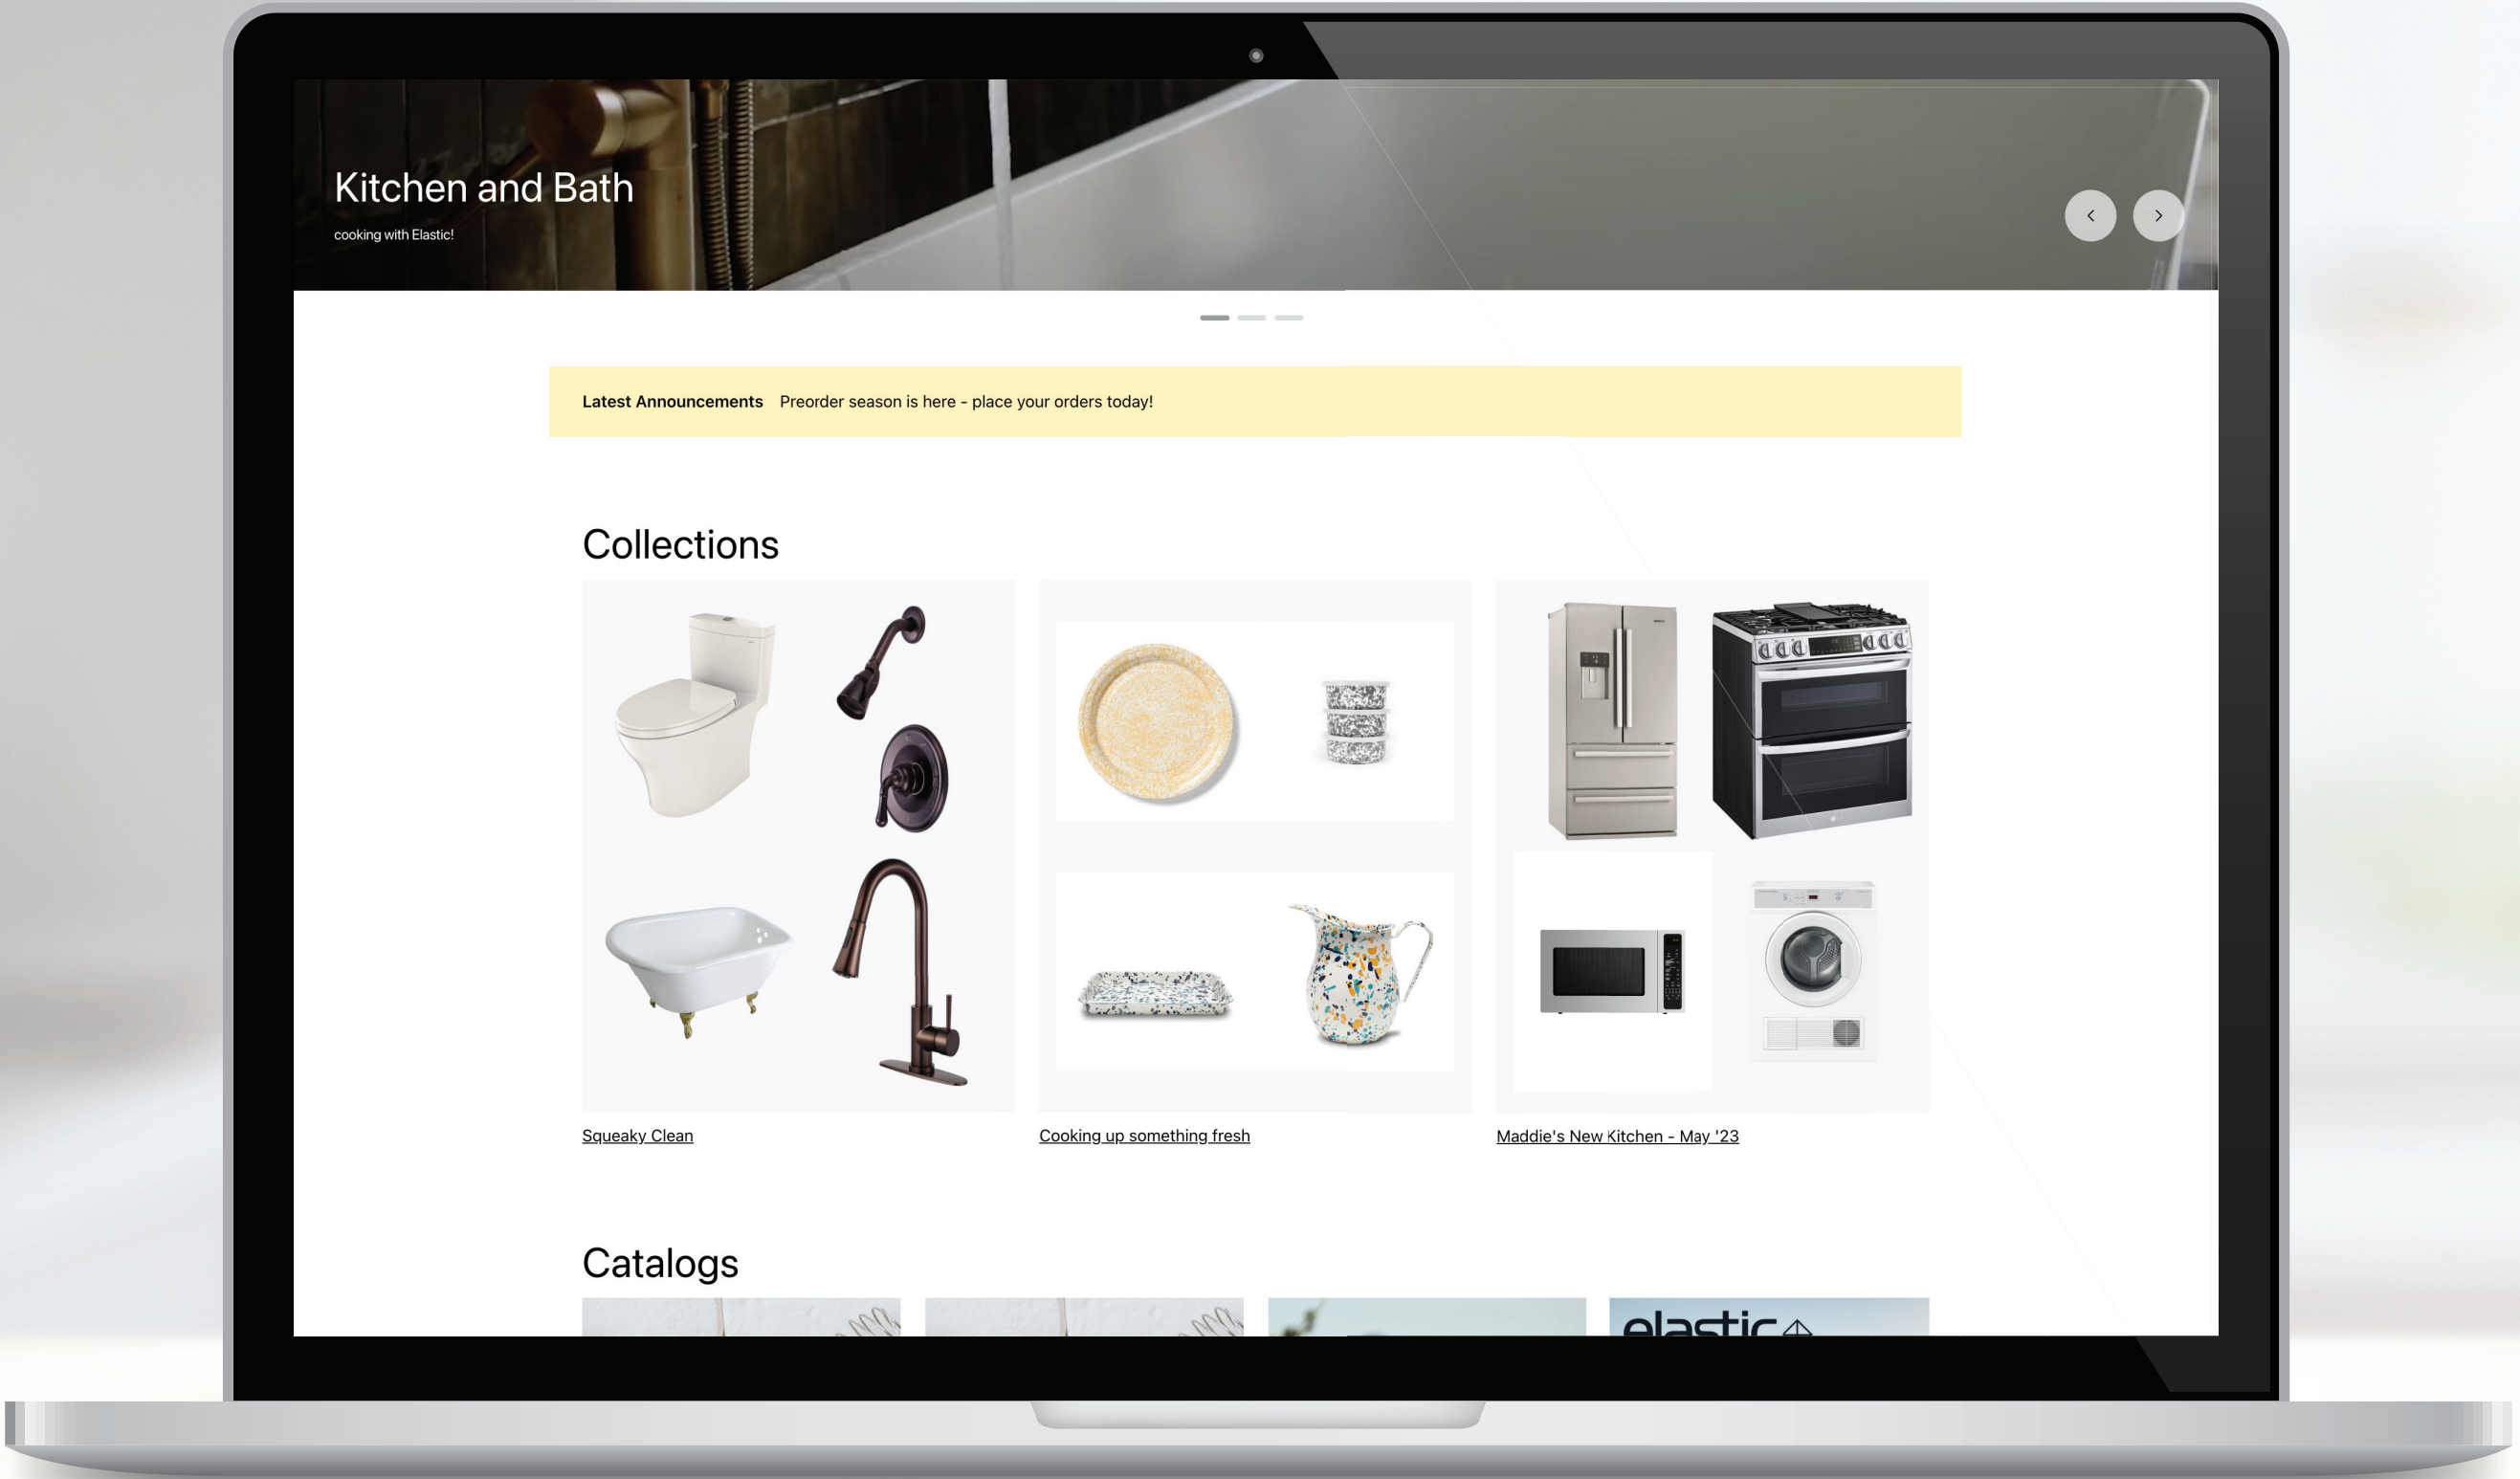 Kitchen and Bath
cooking with Elastic!
Latest Announcements Preorder season is here - place your orders today!
Collections
Squeaky Clean
Cooking up something fresh
Maddie's New Kitchen - May '23
Catalogs
elastic